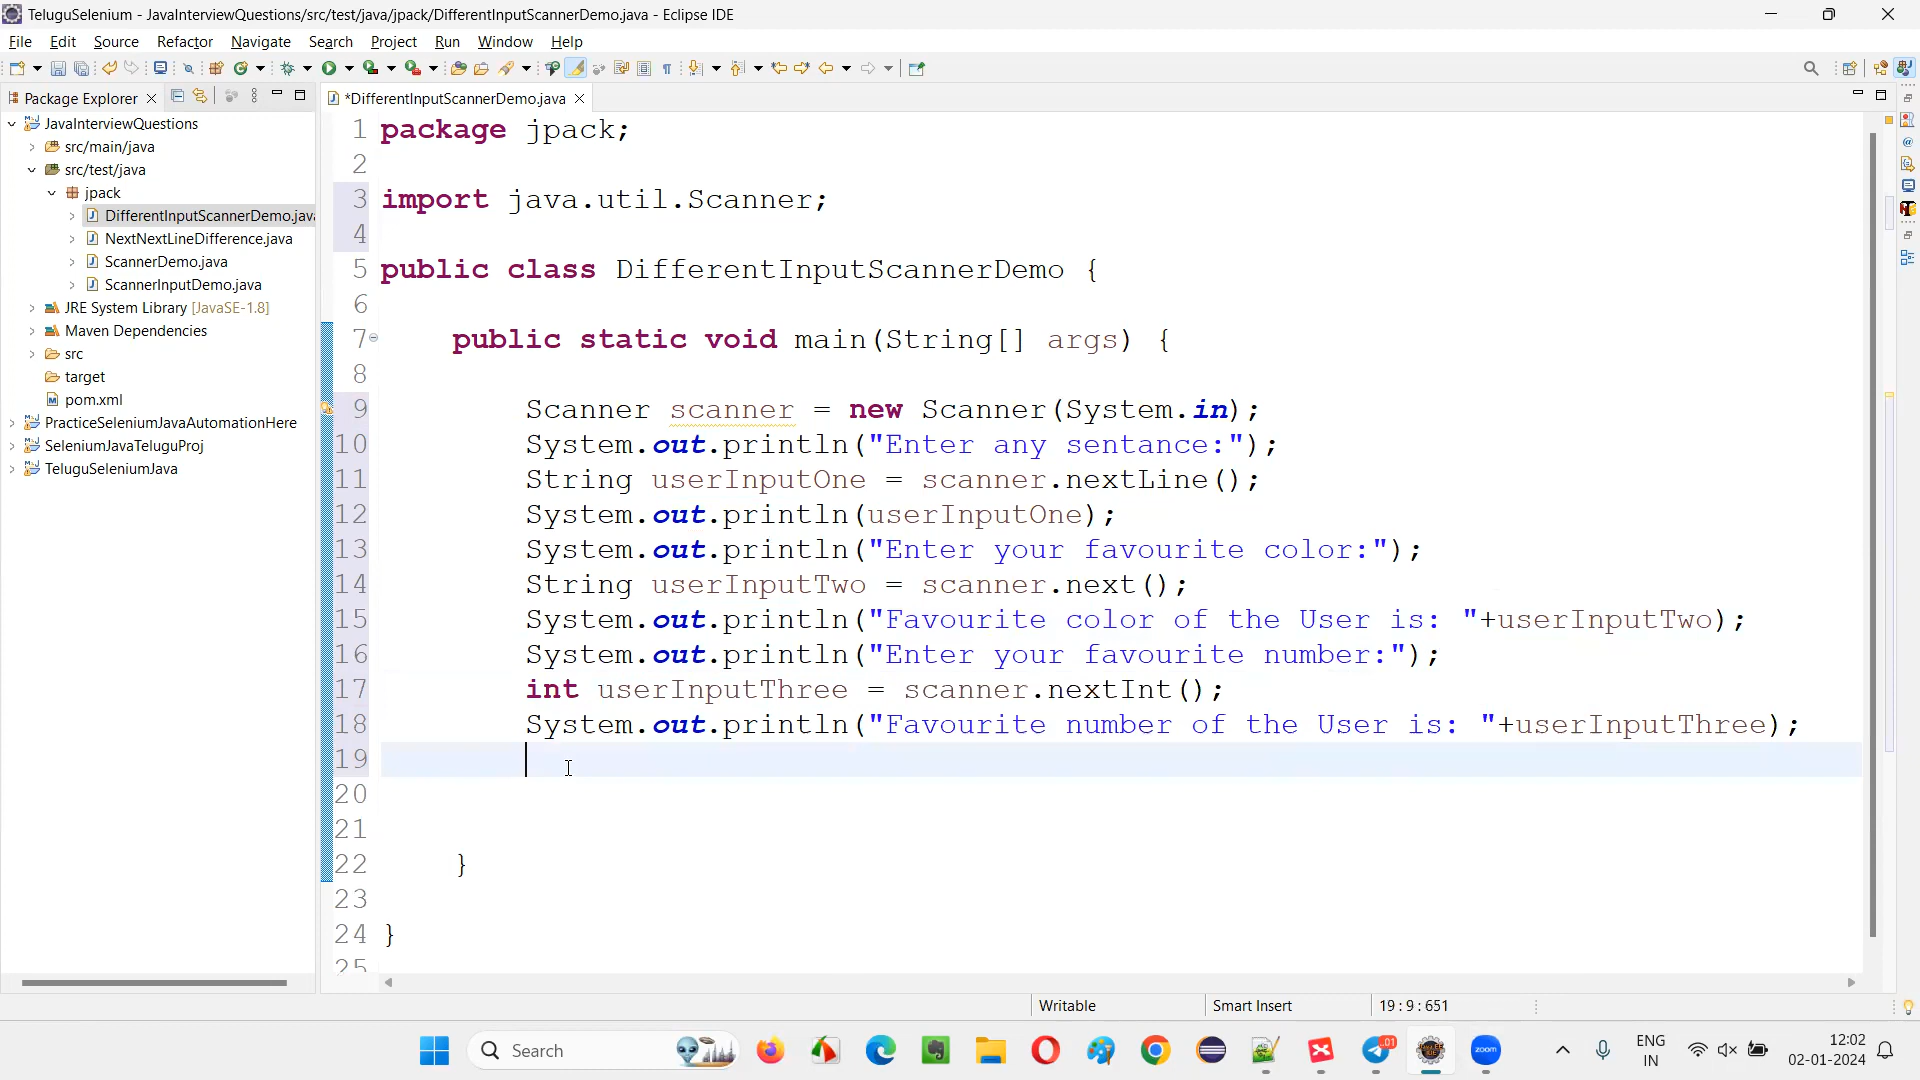 TeluguSelenium - JavaInterviewQuestions/src/test/java/jpack/DifferentInputScannerDemo.java - Eclipse IDE
File Edit Source Refactor Navigate Search Project Run Window Help
Package Explorer
*DifferentInputScannerDemo.java
JavaInterviewQuestions
src/main/java
src/test/java
jpack
DifferentInputScannerDemo.java
NextNextLineDifference.java
ScannerDemo.java
ScannerInputDemo.java
JRE System Library [JavaSE-1.8]
Maven Dependencies
src
target
pom.xml
PracticeSeleniumJavaAutomationHere
SeleniumJavaTeluguProj
TeluguSeleniumJava
1 package jpack;
2
3 import java.util.Scanner;
4
5 public class DifferentInputScannerDemo {
6
7 public static void main(String[] args) {
8
9 Scanner scanner = new Scanner(System.in);
10 System.out.println("Enter any sentance:");
11 String userInputOne = scanner.nextLine();
12 System.out.println(userInputOne);
13 System.out.println("Enter your favourite color:");
14 String userInputTwo = scanner.next();
15 System.out.println("Favourite color of the User is: "+userInputTwo);
16 System.out.println("Enter your favourite number:");
17 int userInputThree = scanner.nextInt();
18 System.out.println("Favourite number of the User is: "+userInputThree);
19
20
21
22 }
23
24 }
25
Writable Smart Insert 19 : 9 : 651
Search
zoom
ENG
IN
12:02
02-01-2024